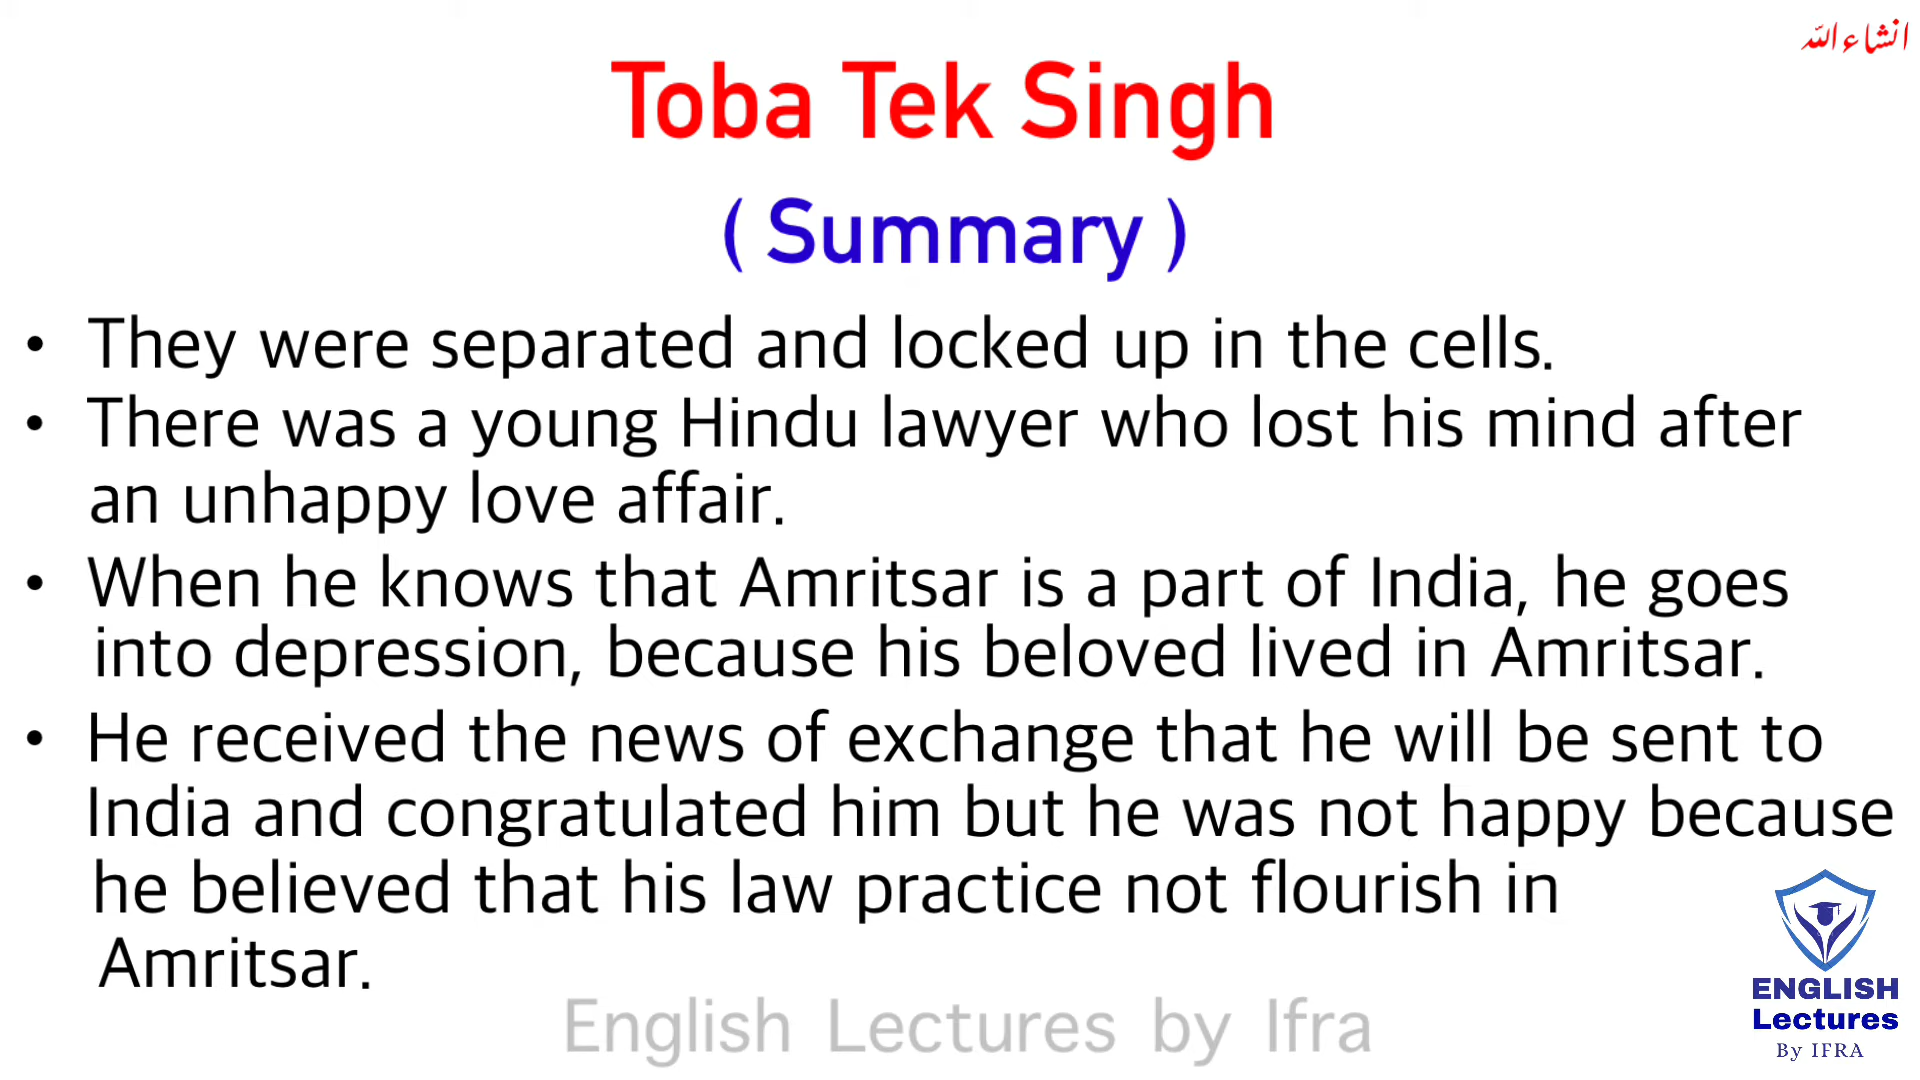 انشاءاللہ
Toba Tek Singh
( Summary )
• They were separated and locked up in the cells.
• There was a young Hindu lawyer who lost his mind after
an unhappy love affair.
• When he knows that Amritsar is a part of India, he goes
into depression, because his beloved lived in Amritsar.
• He received the news of exchange that he will be sent to
India and congratulated him but he was not happy because
he believed that his law practice not flourish in
Amritsar.
English Lectures by Ifra
ENGLISH
Lectures
By IFRA